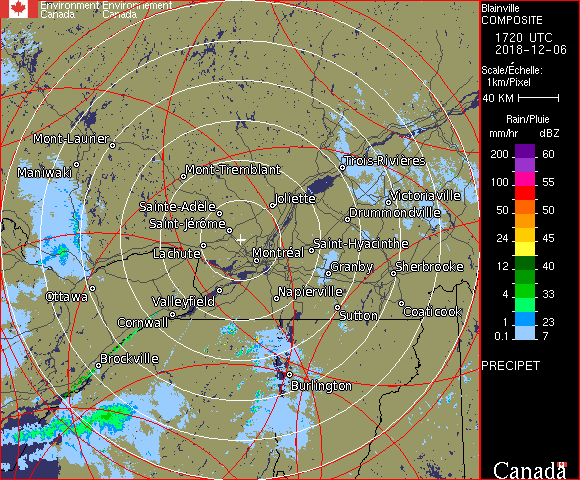 Environment Environnement
Canada Canada
Blainville
COMPOSITE
1720 UTC
2018-12-06
Scale/Échelle:
1km/Pixel
40 KM
Rain/Pluie
mm/hr dBZ
200 60
100 55
50 50
24 45
12 40
4 33
1 23
0.1 7
PRECIPET
Canada
Mont-Laurier
Maniwaki
Mont-Tremblant
Trois-Rivières
Sainte-Adèle
Joliette
Victoriaville
Drummondville
Saint-Jérôme
Lachute
Montréal
Saint-Hyacinthe
Granby
Sherbrooke
Ottawa
Valleyfield
Napierville
Sutton
Coaticook
Cornwall
Brockville
Burlington